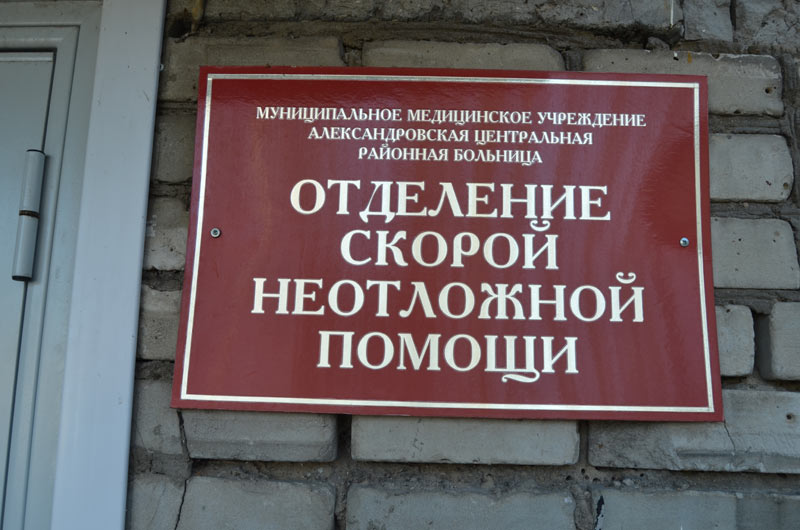 МУНИЦИПАЛЬНОЕ МЕДИЦИНСКОЕ УЧРЕЖДЕНИЕ
АЛЕКСАНДРОВСКАЯ ЦЕНТРАЛЬНАЯ
РАЙОННАЯ БОЛЬНИЦА
ОТДЕЛЕНИЕ
СКОРОЙ
НЕОТЛОЖНОЙ
ПОМОЩИ